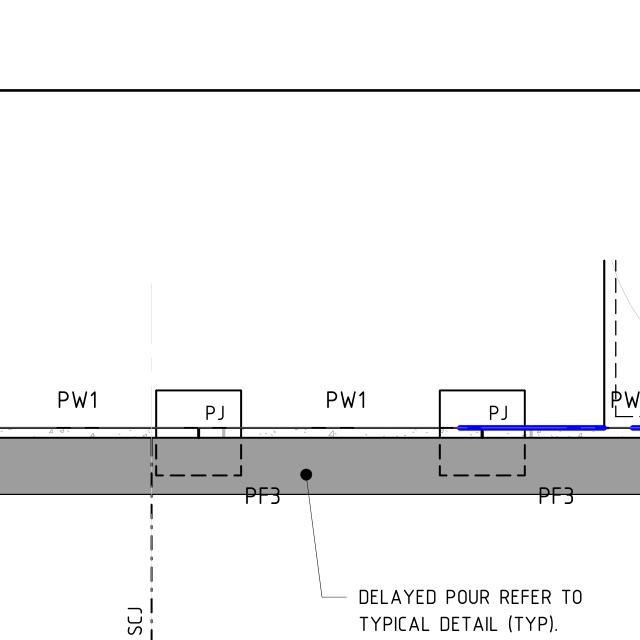 PW1
PW1
PW
PJ
PJ
PF3
PF3
DELAYED POUR REFER TO
TYPICAL DETAIL (TYP).
SCJ